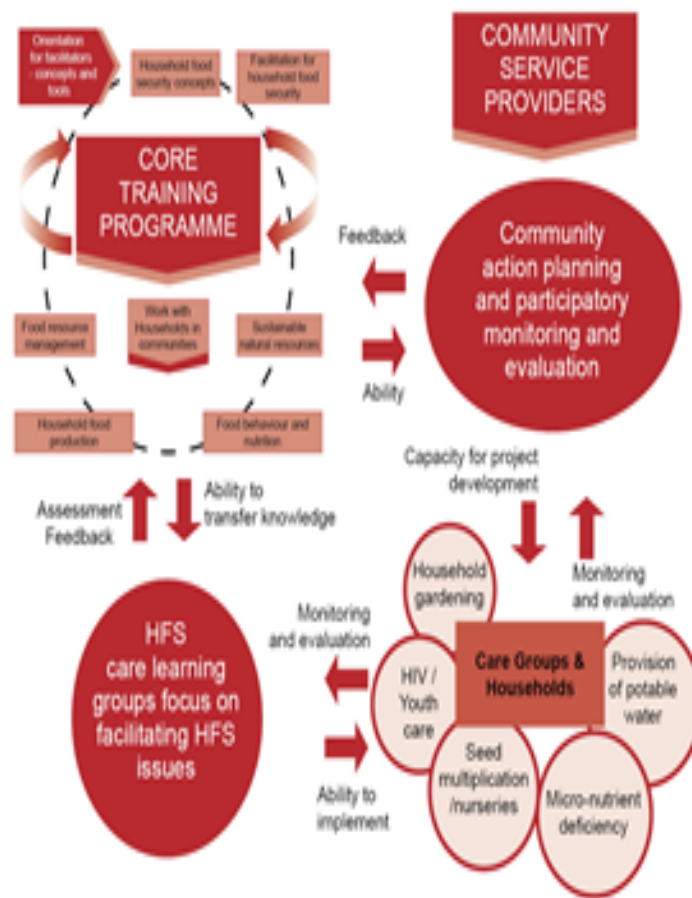 Orientation
for facilitators
- concepts and
tools
Household food
security concepts
Facilitation for
household food
security
CORE
TRAINING
PROGRAMME
Food resource
management
Work with
Households in
communities
Sustainable
natural resources
Household food
production
Food behaviour and
nutrition
COMMUNITY
SERVICE
PROVIDERS
Feedback
Ability
Community
action planning
and participatory
monitoring and
evaluation
Assessment
Feedback
Ability to
transfer knowledge
Capacity for project
development
Monitoring
and evaluation
HFS
care learning
groups focus on
facilitating HFS
issues
Monitoring
and evaluation
Ability to
implement
Household
gardening
HIV /
Youth
care
Care Groups &
Households
Provision
of potable
water
Seed
multiplication
/nurseries
Micro-nutrient
deficiency